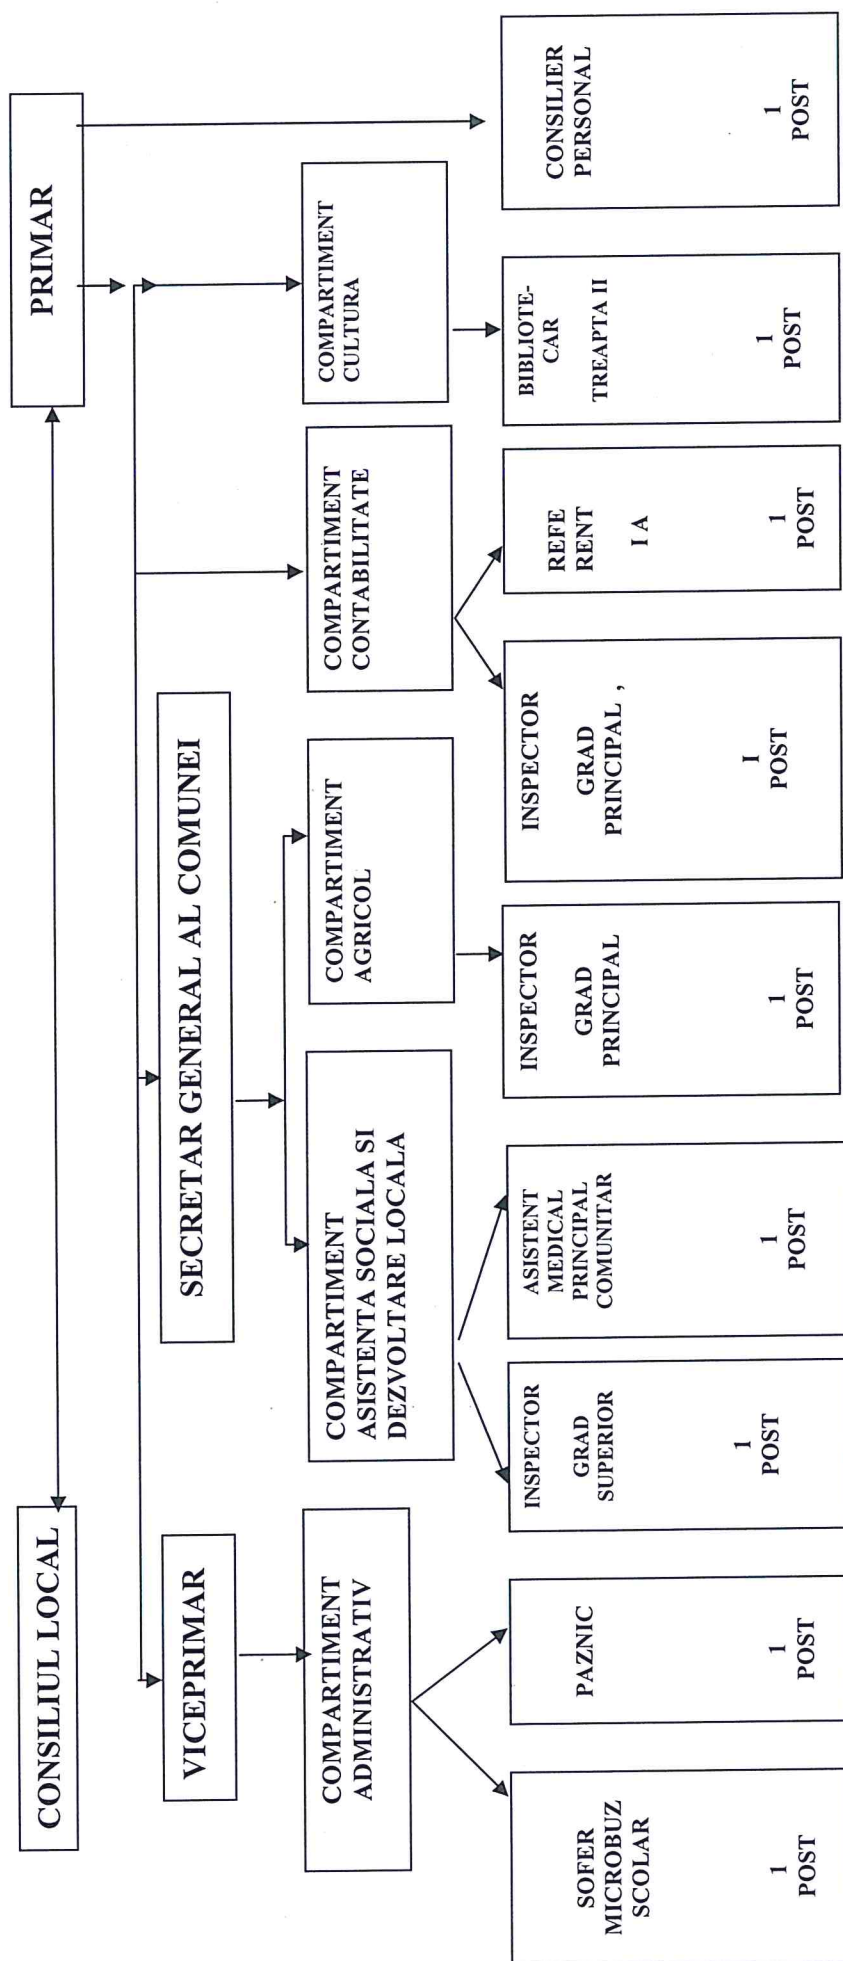 CONSILIUL LOCAL
PRIMAR
VICEPRIMAR
SECRETAR GENERAL AL COMUNEI
COMPARTIMENT
ADMINISTRATIV
COMPARTIMENT
ASISTENTA SOCIALA SI
DEZVOLTARE LOCALA
COMPARTIMENT
AGRICOL
COMPARTIMENT
CONTABILITATE
COMPARTIMENT
CULTURA
SOFER
MICROBUZ
SCOLAR
1
POST
PAZNIC
1
POST
INSPECTOR
GRAD
SUPERIOR
1
POST
ASISTENT
MEDICAL
PRINCIPAL
COMUNITAR
1
POST
INSPECTOR
GRAD
PRINCIPAL
1
POST
INSPECTOR
GRAD
PRINCIPAL ,
I
POST
REFE
RENT
I A
1
POST
BIBLIOTE-
CAR
TREAPTA II
1
POST
CONSILIER
PERSONAL
1
POST